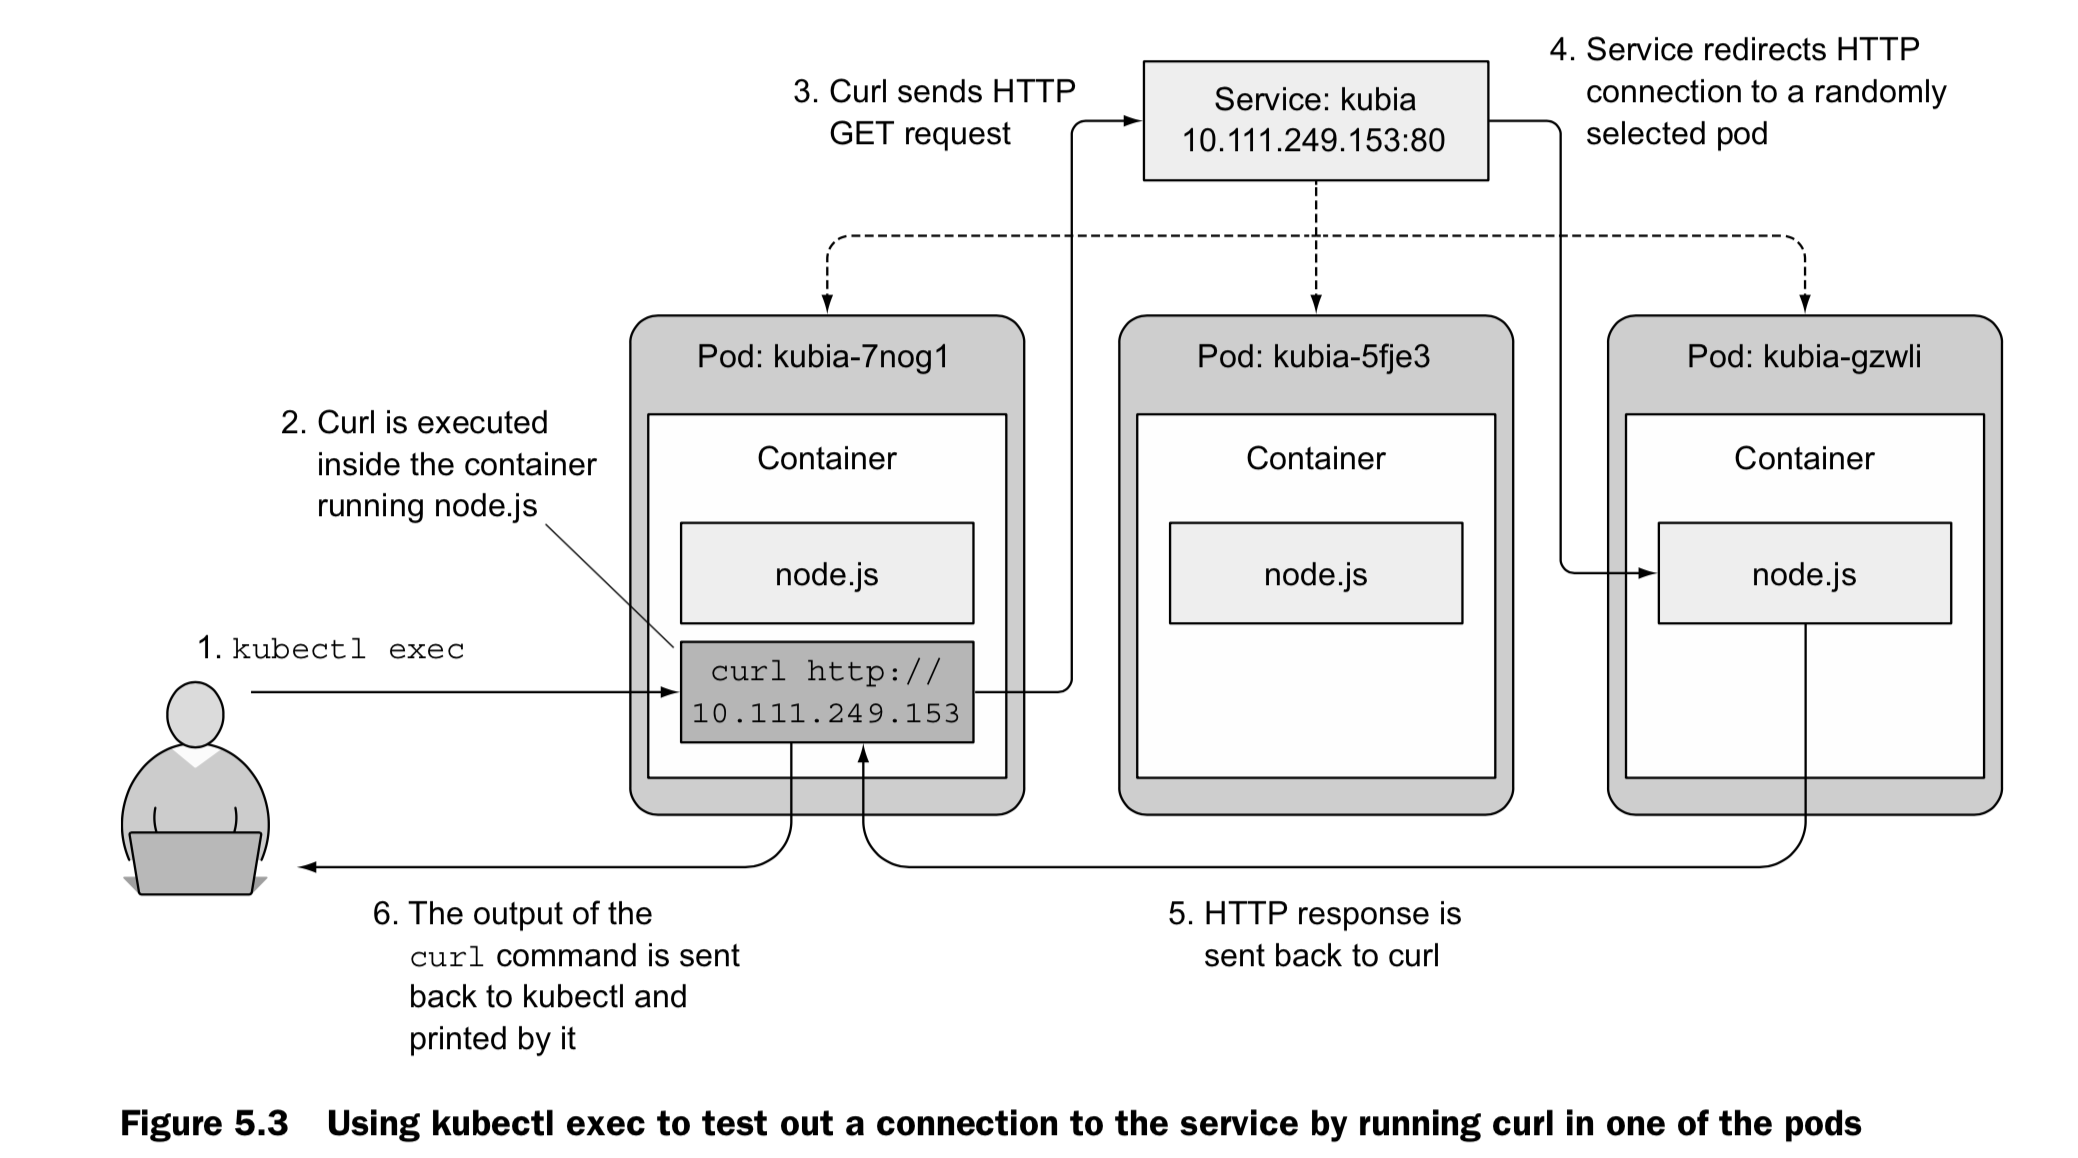 3. Curl sends HTTP
GET request
Service: kubia
10.111.249.153:80
4. Service redirects HTTP
connection to a randomly
selected pod
Pod: kubia-7nog1
Pod: kubia-5fje3
Pod: kubia-gzwli
2. Curl is executed
inside the container
running node.js
Container
Container
Container
node.js
node.js
node.js
1. kubectl exec
curl http://
10.111.249.153
6. The output of the
curl command is sent
back to kubectl and
printed by it
5. HTTP response is
sent back to curl
Figure 5.3 Using kubectl exec to test out a connection to the service by running curl in one of the pods